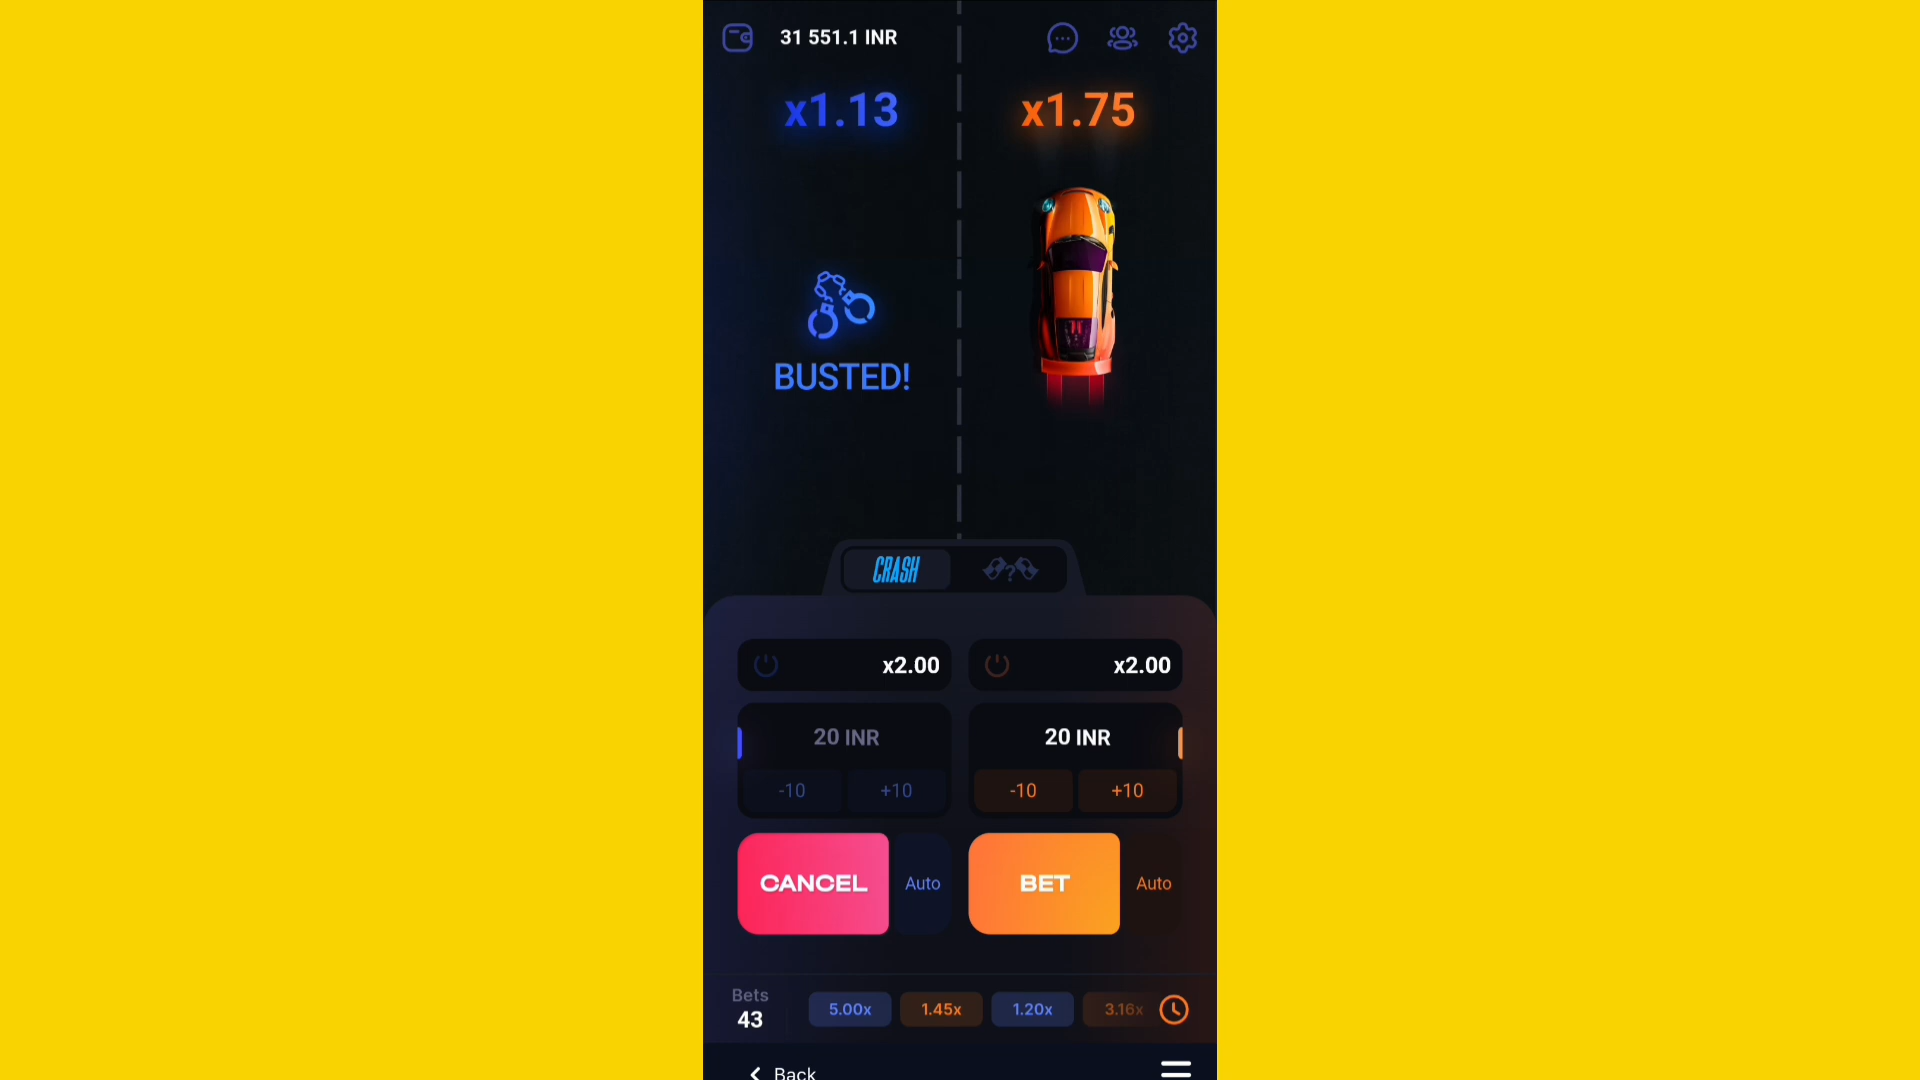 31 551.1 INR
x1.13 x1.75
BUSTED!
CRASH ?
x2.00 x2.00
20 INR 20 INR
-10 +10 -10 +10
CANCEL Auto BET Auto
Bets
43 5.00x 1.45x 1.20x 3.16x
Back